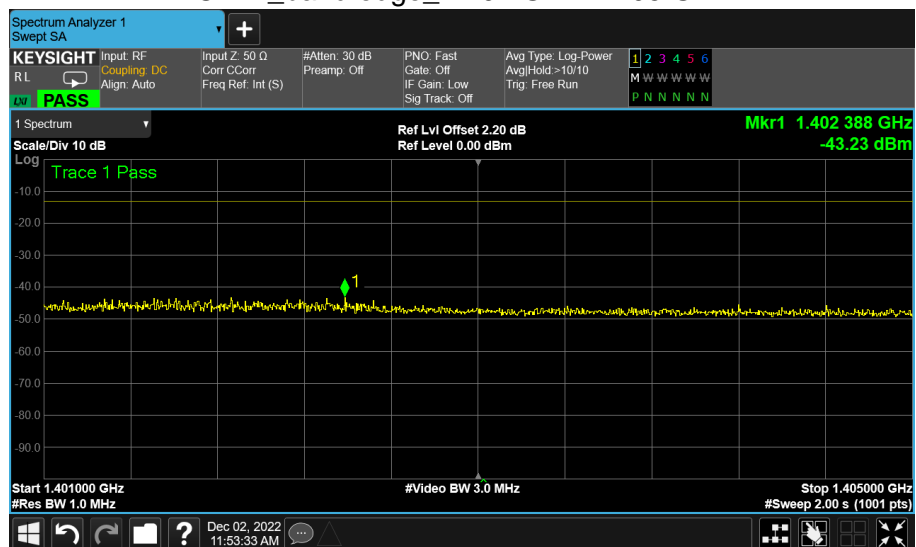 Spectrum Analyzer 1
Swept SA
+
KEYSIGHT Input: RF Input Z: 50 Ω #Atten: 30 dB PNO: Fast Avg Type: Log-Power 1 2 3 4 5 6
RL Coupling: DC Corr CCorr Preamp: Off Gate: Off Avg|Hold:>10/10 M W W W W W
Align: Auto Freq Ref: Int (S) IF Gain: Low Trig: Free Run
LXI PASS Sig Track: Off P N N N N N
1 Spectrum Ref Lvl Offset 2.20 dB Mkr1 1.402 388 GHz
Scale/Div 10 dB Ref Level 0.00 dBm -43.23 dBm
Log
Trace 1 Pass
-10.0
-20.0
-30.0
1
-40.0
-50.0
-60.0
-70.0
-80.0
-90.0
Start 1.401000 GHz #Video BW 3.0 MHz Stop 1.405000 GHz
#Res BW 1.0 MHz #Sweep 2.00 s (1001 pts)
? Dec 02, 2022
11:53:33 AM